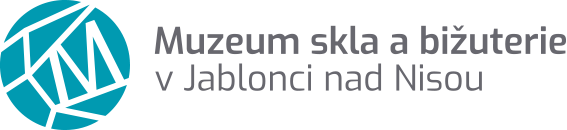 M
Muzeum skla a bižuterie
v Jablonci nad Nisou